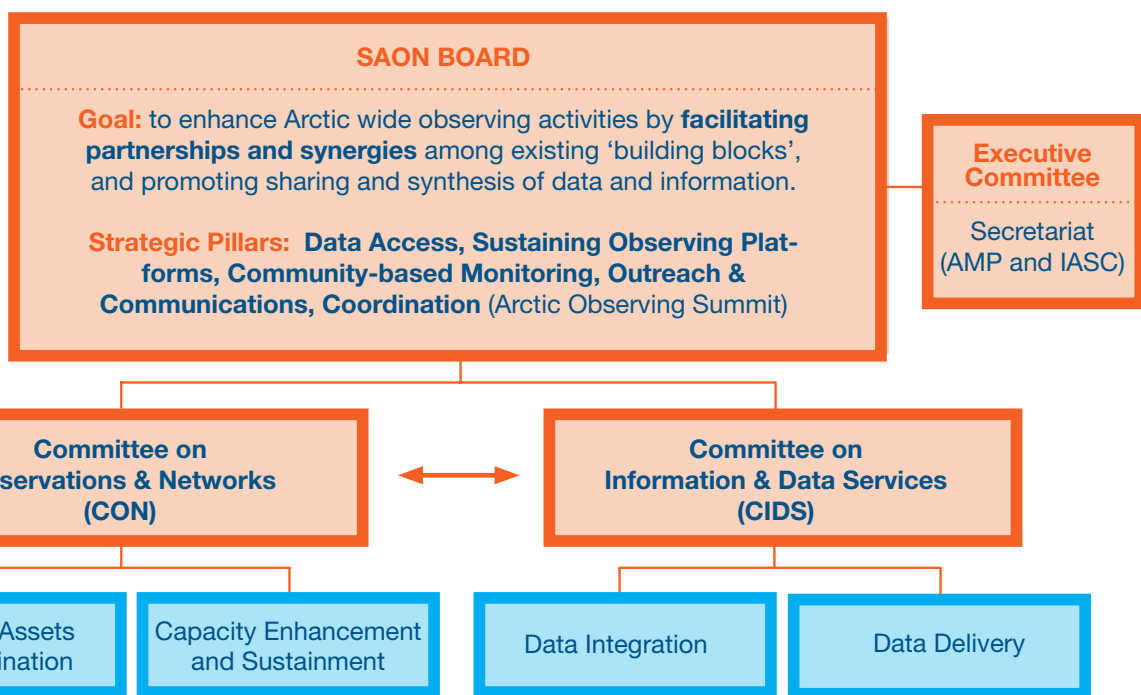 SAON BOARD
Goal: to enhance Arctic wide observing activities by facilitating
partnerships and synergies among existing ‘building blocks’,
and promoting sharing and synthesis of data and information.
Strategic Pillars: Data Access, Sustaining Observing Plat-
forms, Community-based Monitoring, Outreach &
Communications, Coordination (Arctic Observing Summit)
Executive
Committee
Secretariat
(AMP and IASC)
Committee on
servations & Networks
(CON)
Committee on
Information & Data Services
(CIDS)
Assets
ination
Capacity Enhancement
and Sustainment
Data Integration
Data Delivery